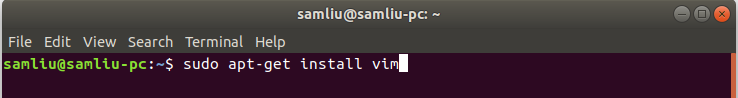 samliu@samliu-pc: ~
File Edit View Search Terminal Help
samliu@samliu-pc:~$ sudo apt-get install vim